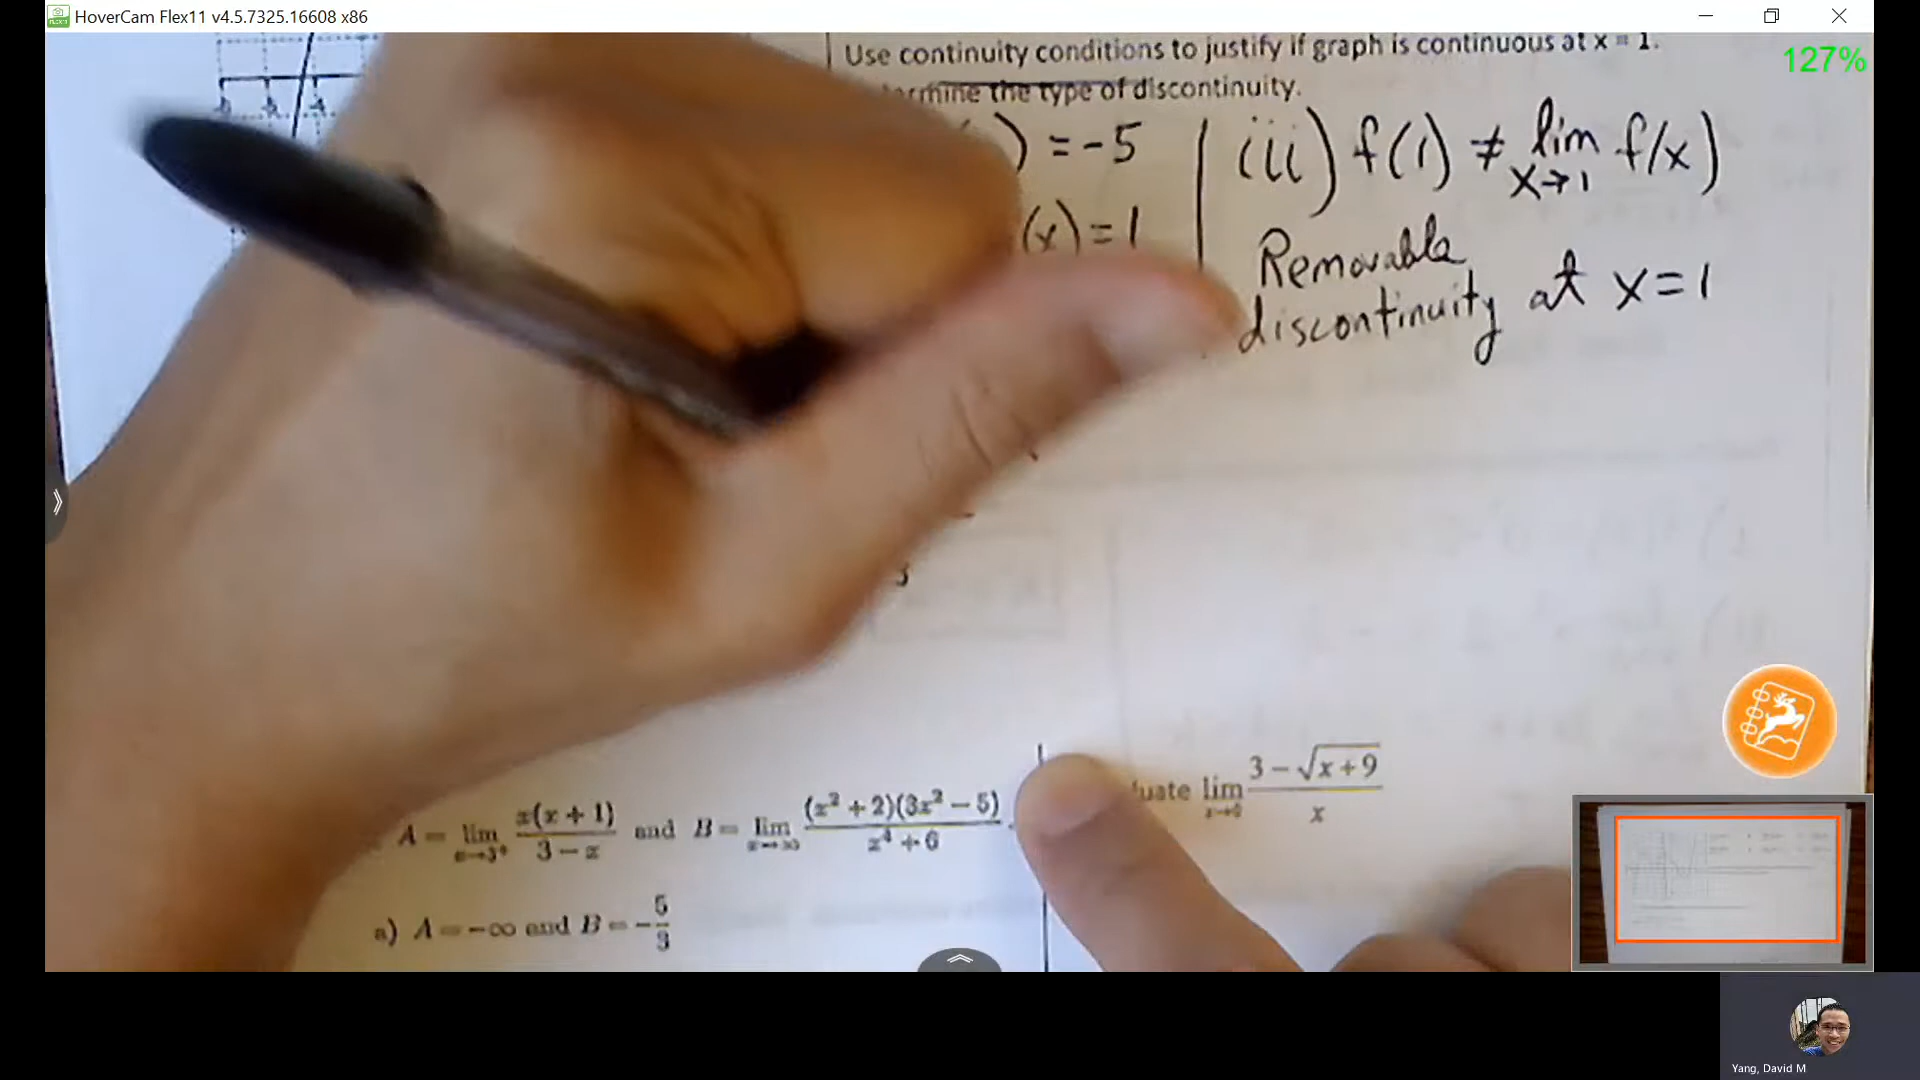 HoverCam Flex11 v4.5.7325.16608 x86
127%
Use continuity conditions to justify if graph is continuous at x = 1.
the type of discontinuity.
) = -5
(x) = 1
(iii) f(1) ≠ lim x→1 f(x)
Removable
discontinuity at x = 1
A = lim x→3⁺ x(x + 1) / 3 − x and B = lim x→∞ (x² + 2)(3x² − 5) / x⁴ + 6
a) A = −∞ and B = − 5/3
lim x→0 3 − √x + 9 / x
Yang, David M